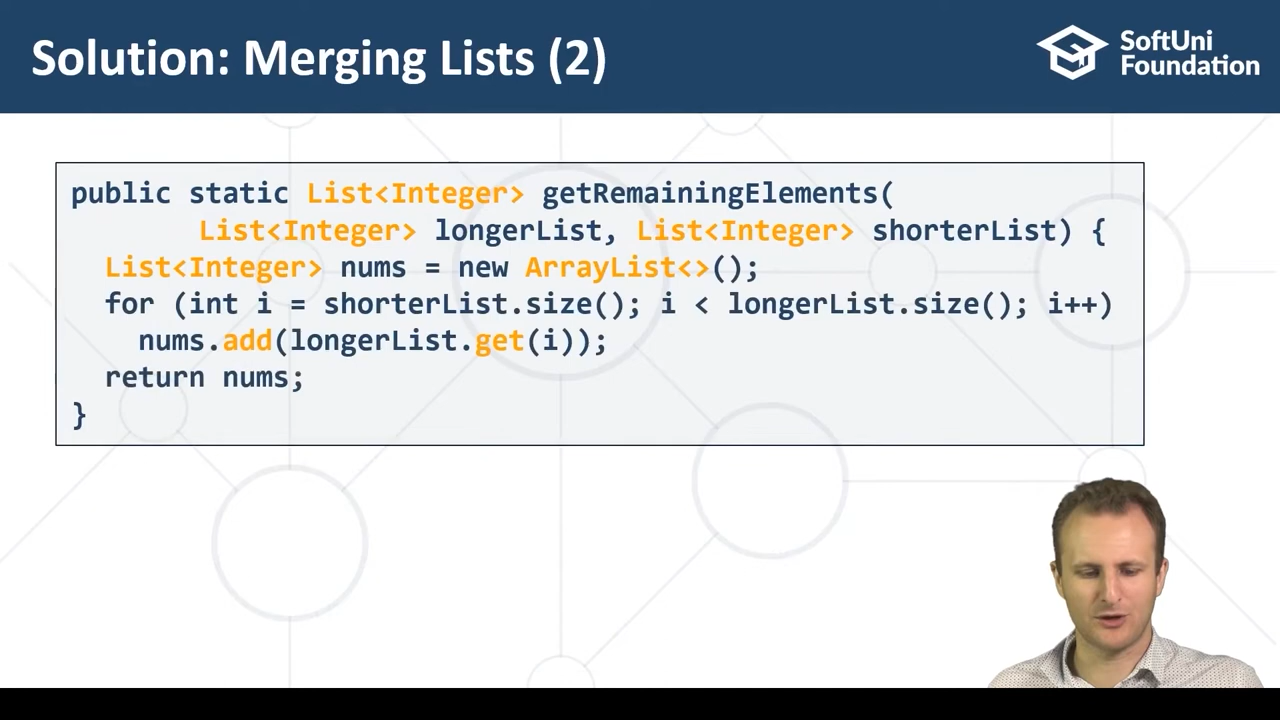 Solution: Merging Lists (2)
SoftUni
Foundation
public static List<Integer> getRemainingElements(
List<Integer> longerList, List<Integer> shorterList) {
List<Integer> nums = new ArrayList<>();
for (int i = shorterList.size(); i < longerList.size(); i++)
nums.add(longerList.get(i));
return nums;
}